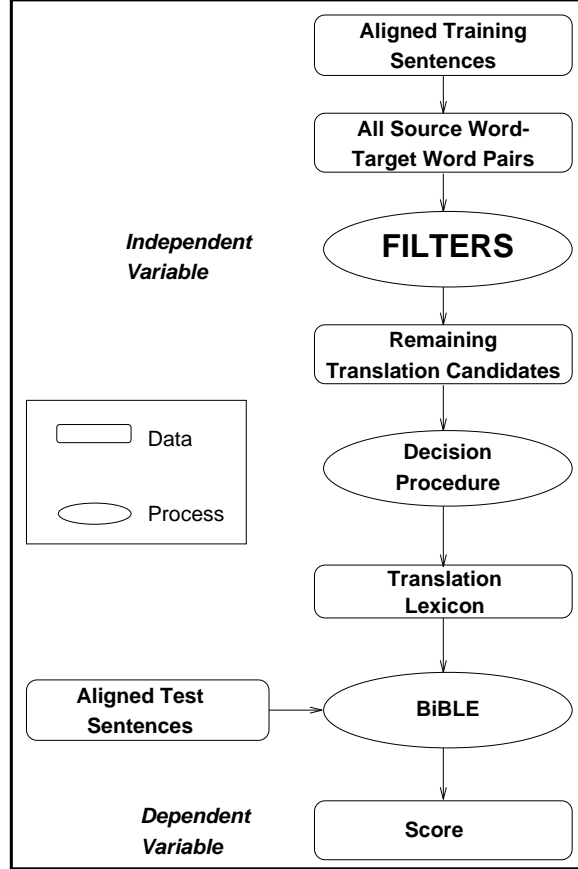 Aligned Training
Sentences
All Source Word-
Target Word Pairs
Independent
Variable
FILTERS
Remaining
Translation Candidates
Data
Process
Decision
Procedure
Translation
Lexicon
Aligned Test
Sentences
BiBLE
Dependent
Variable
Score